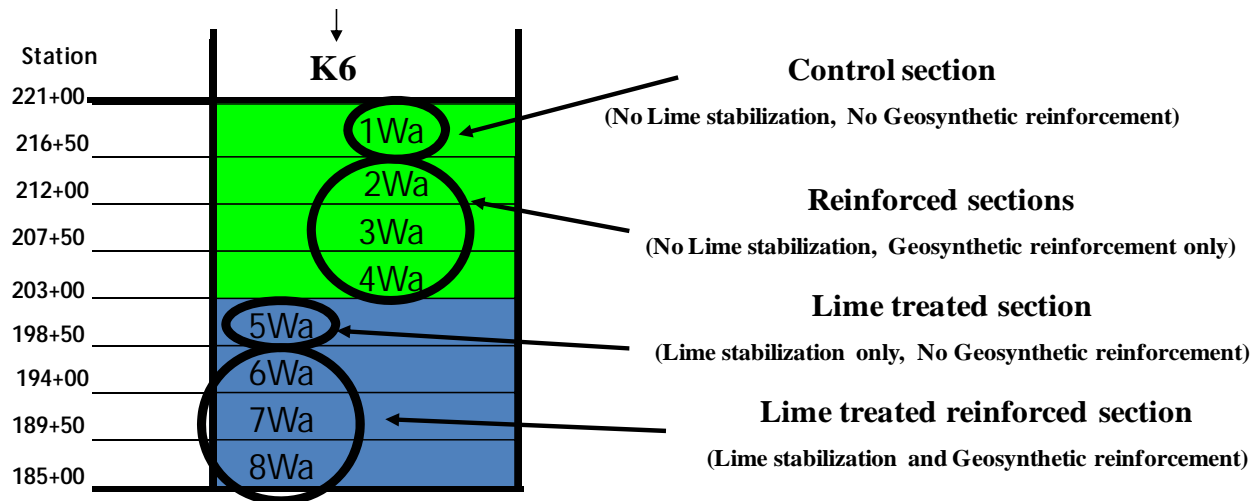 Station
K6
221+00
216+50
212+00
207+50
203+00
198+50
194+00
189+50
185+00
1Wa
2Wa
3Wa
4Wa
5Wa
6Wa
7Wa
8Wa
Control section
(No Lime stabilization, No Geosynthetic reinforcement)
Reinforced sections
(No Lime stabilization, Geosynthetic reinforcement only)
Lime treated section
(Lime stabilization only, No Geosynthetic reinforcement)
Lime treated reinforced section
(Lime stabilization and Geosynthetic reinforcement)